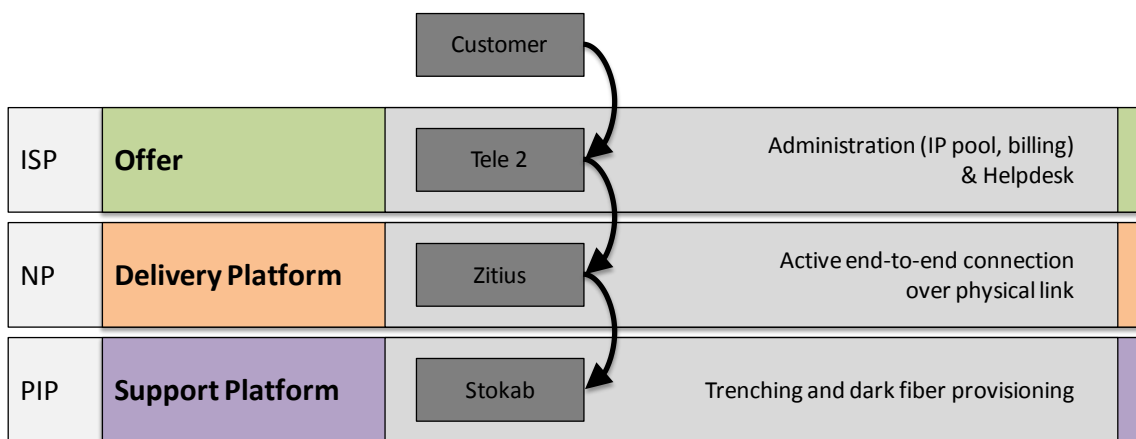 Customer
ISP
Offer
Tele 2
Administration (IP pool, billing)
& Helpdesk
NP
Delivery Platform
Zitius
Active end-to-end connection
over physical link
PIP
Support Platform
Stokab
Trenching and dark fiber provisioning